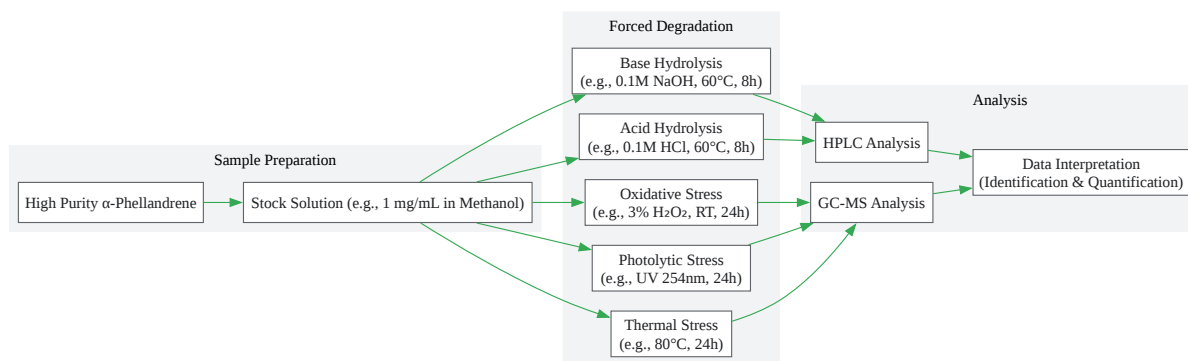 Sample Preparation
High Purity α-Phellandrene
Stock Solution (e.g., 1 mg/mL in Methanol)
Forced Degradation
Base Hydrolysis
(e.g., 0.1M NaOH, 60°C, 8h)
Acid Hydrolysis
(e.g., 0.1M HCl, 60°C, 8h)
Oxidative Stress
(e.g., 3% H₂O₂, RT, 24h)
Photolytic Stress
(e.g., UV 254nm, 24h)
Thermal Stress
(e.g., 80°C, 24h)
Analysis
HPLC Analysis
GC-MS Analysis
Data Interpretation
(Identification & Quantification)